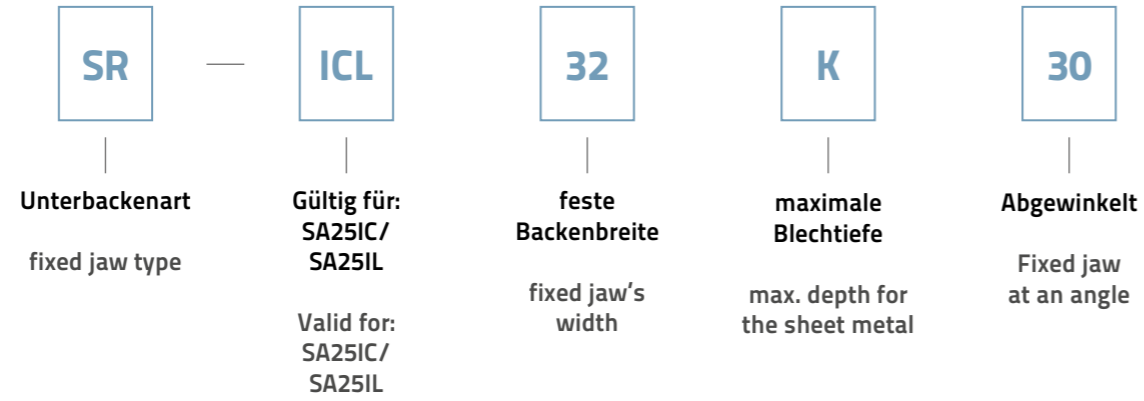 SR — ICL 32 K 30
Unterbackenart
fixed jaw type
Gültig für:
SA25IC/
SA25IL
Valid for:
SA25IC/
SA25IL
feste
Backenbreite
fixed jaw's
width
maximale
Blechtiefe
max. depth for
the sheet metal
Abgewinkelt
Fixed jaw
at an angle